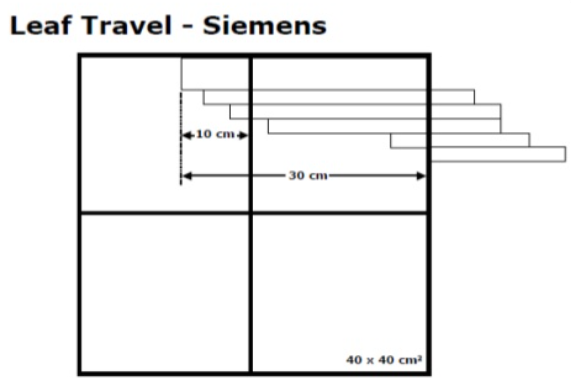 Leaf Travel - Siemens
10 cm
30 cm
40 x 40 cm²